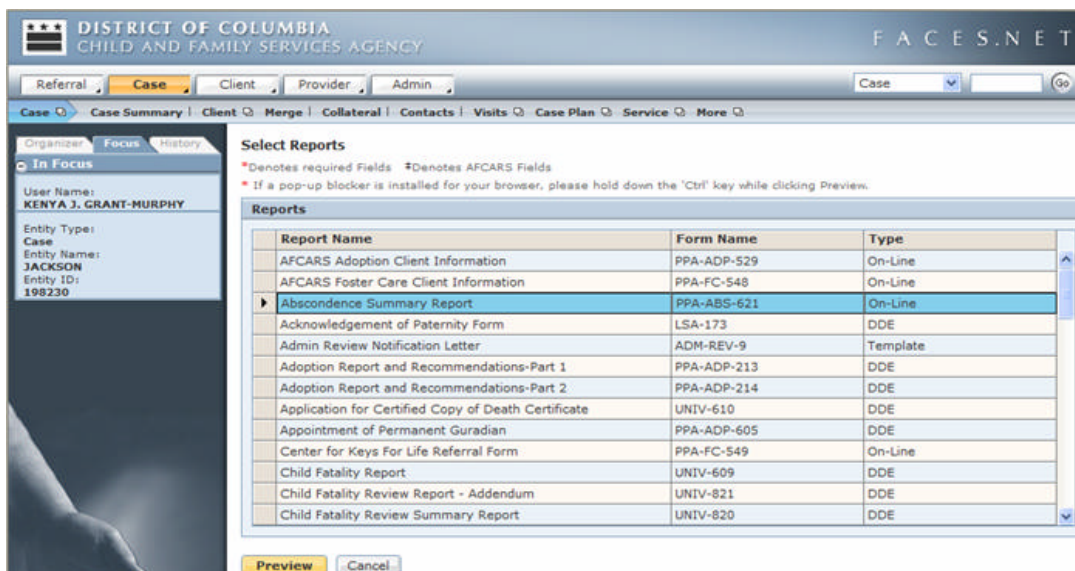 DISTRICT OF COLUMBIA
CHILD AND FAMILY SERVICES AGENCY
FACES.NET
Referral Case Client Provider Admin Case Go
Case Case Summary | Client Merge | Collateral | Contacts | Visits Case Plan Service More
Organizer Focus History
In Focus
User Name:
KENYA J. GRANT-MURPHY
Entity Type:
Case
Entity Name:
JACKSON
Entity ID:
198230
Select Reports
*Denotes required Fields ‡Denotes AFCARS Fields
* If a pop-up blocker is installed for your browser, please hold down the 'Ctrl' key while clicking Preview.
Reports
Report Name Form Name Type
AFCARS Adoption Client Information PPA-ADP-529 On-Line
AFCARS Foster Care Client Information PPA-FC-548 On-Line
Abscondence Summary Report PPA-ABS-621 On-Line
Acknowledgement of Paternity Form LSA-173 DDE
Admin Review Notification Letter ADM-REV-9 Template
Adoption Report and Recommendations-Part 1 PPA-ADP-213 DDE
Adoption Report and Recommendations-Part 2 PPA-ADP-214 DDE
Application for Certified Copy of Death Certificate UNIV-610 DDE
Appointment of Permanent Guradian PPA-ADP-605 DDE
Center for Keys For Life Referral Form PPA-FC-549 On-Line
Child Fatality Report UNIV-609 DDE
Child Fatality Review Report - Addendum UNIV-821 DDE
Child Fatality Review Summary Report UNIV-820 DDE
Preview Cancel